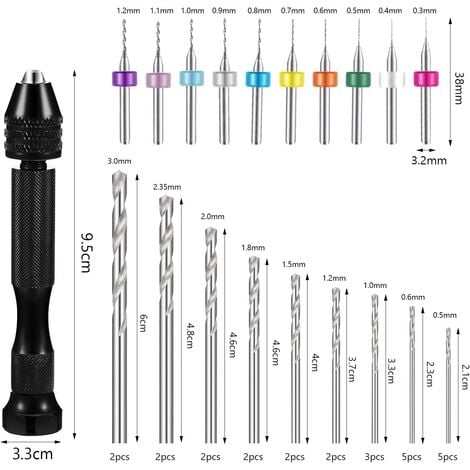 1.2mm 1.1mm 1.0mm 0.9mm 0.8mm 0.7mm 0.6mm 0.5mm 0.4mm 0.3mm
38mm
3.2mm
3.0mm
2.35mm
2.0mm
1.8mm
1.5mm
1.2mm
1.0mm
0.6mm
0.5mm
9.5cm
6cm
4.8cm
4.6cm
4.6cm
4cm
3.7cm
3.3cm
2.3cm
2.1cm
3.3cm
2pcs 2pcs 2pcs 2pcs 2pcs 2pcs 3pcs 5pcs 5pcs